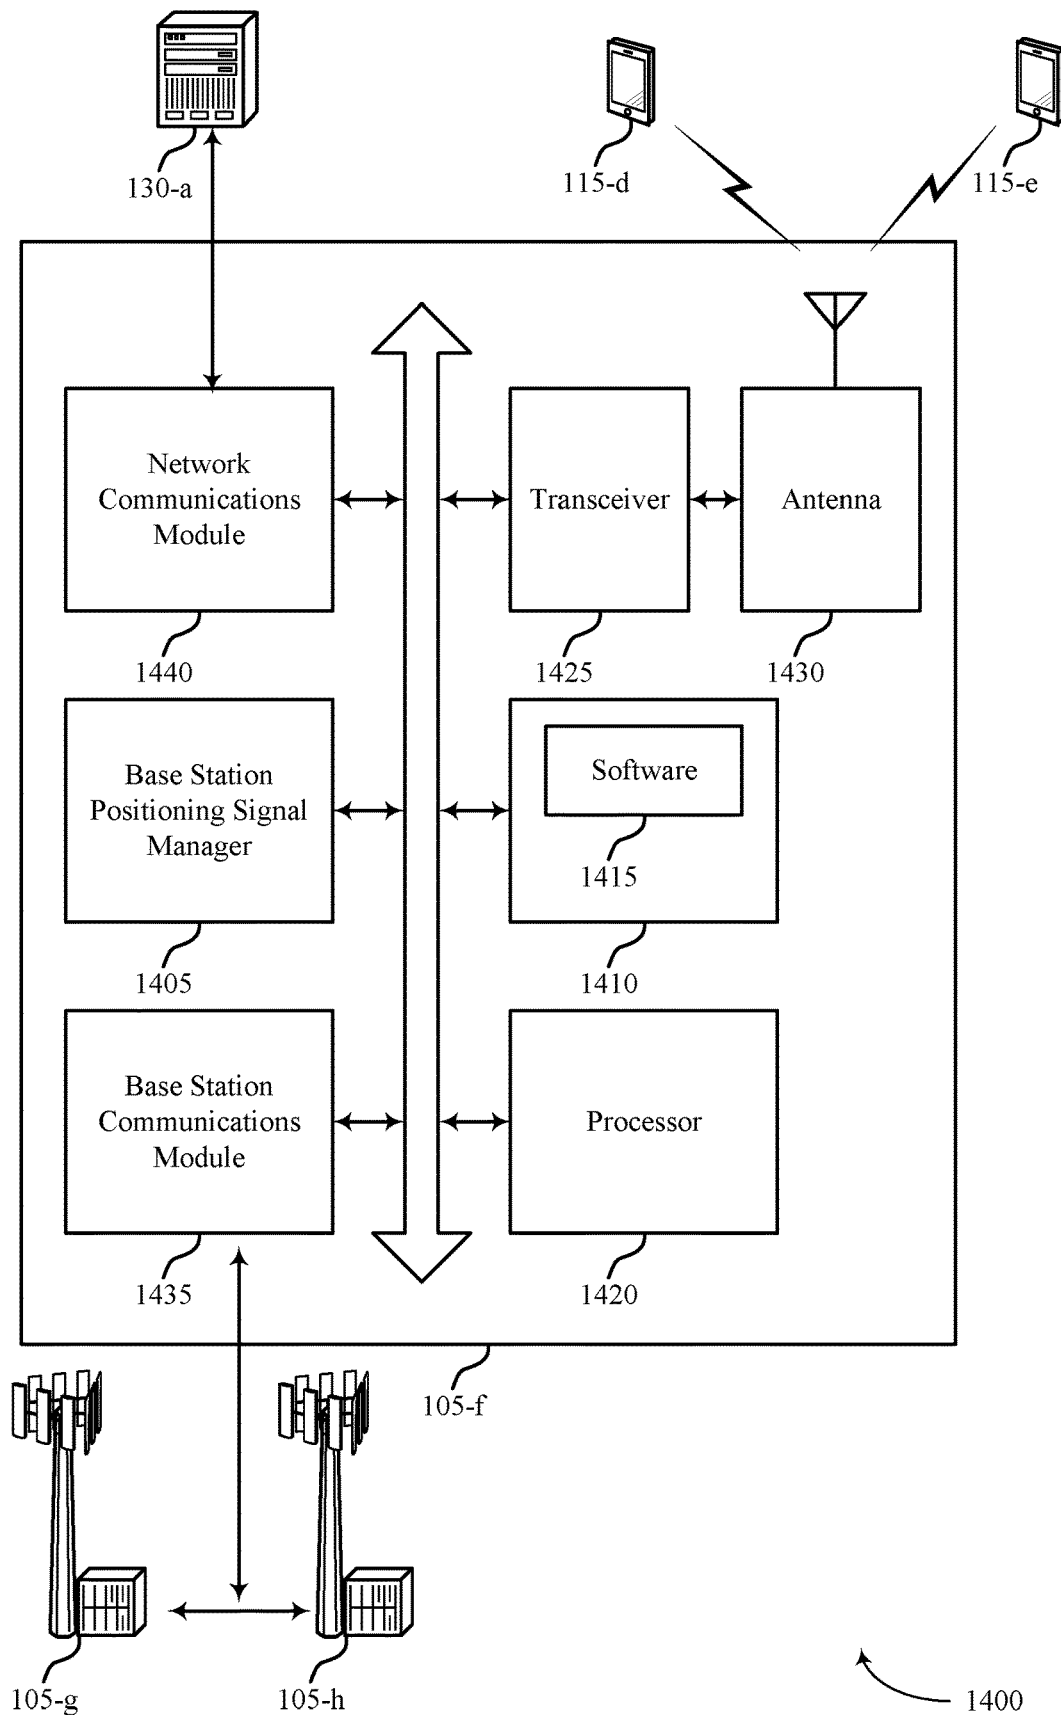 130-a
115-d
115-e
Network
Communications
Module
Transceiver
Antenna
1440
1425
1430
Base Station
Positioning Signal
Manager
Software
1415
1405
1410
Base Station
Communications
Module
Processor
1435
1420
105-f
105-g
105-h
1400